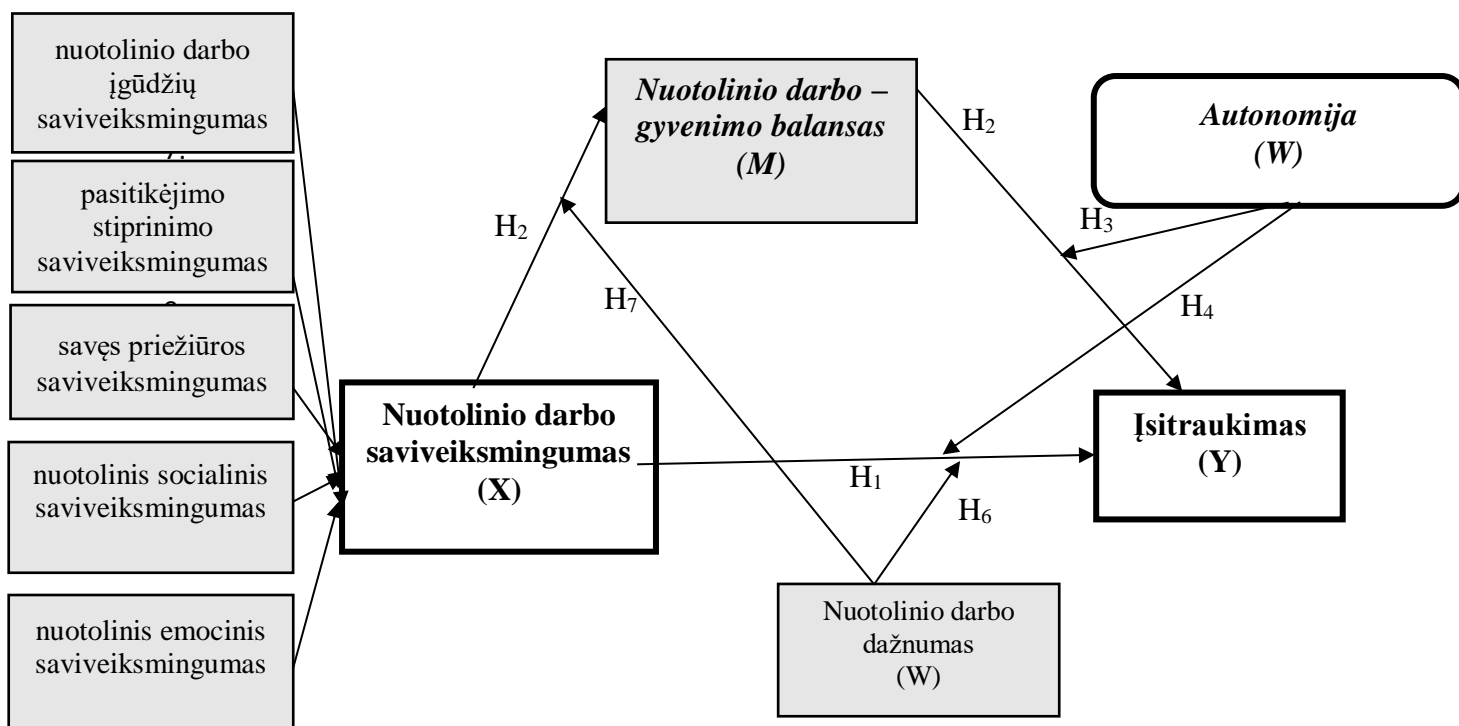 nuotolinio darbo
įgūdžių
saviveiksmingumas
pasitikėjimo
stiprinimo
saviveiksmingumas
savęs priežiūros
saviveiksmingumas
nuotolinis socialinis
saviveiksmingumas
nuotolinis emocinis
saviveiksmingumas
Nuotolinio darbo
saviveiksmingumas
(X)
Nuotolinio darbo –
gyvenimo balansas
(M)
Autonomija
(W)
Įsitraukimas
(Y)
Nuotolinio darbo
dažnumas
(W)
H₂
H₂
H₃
H₇
H₄
H₁
H₆